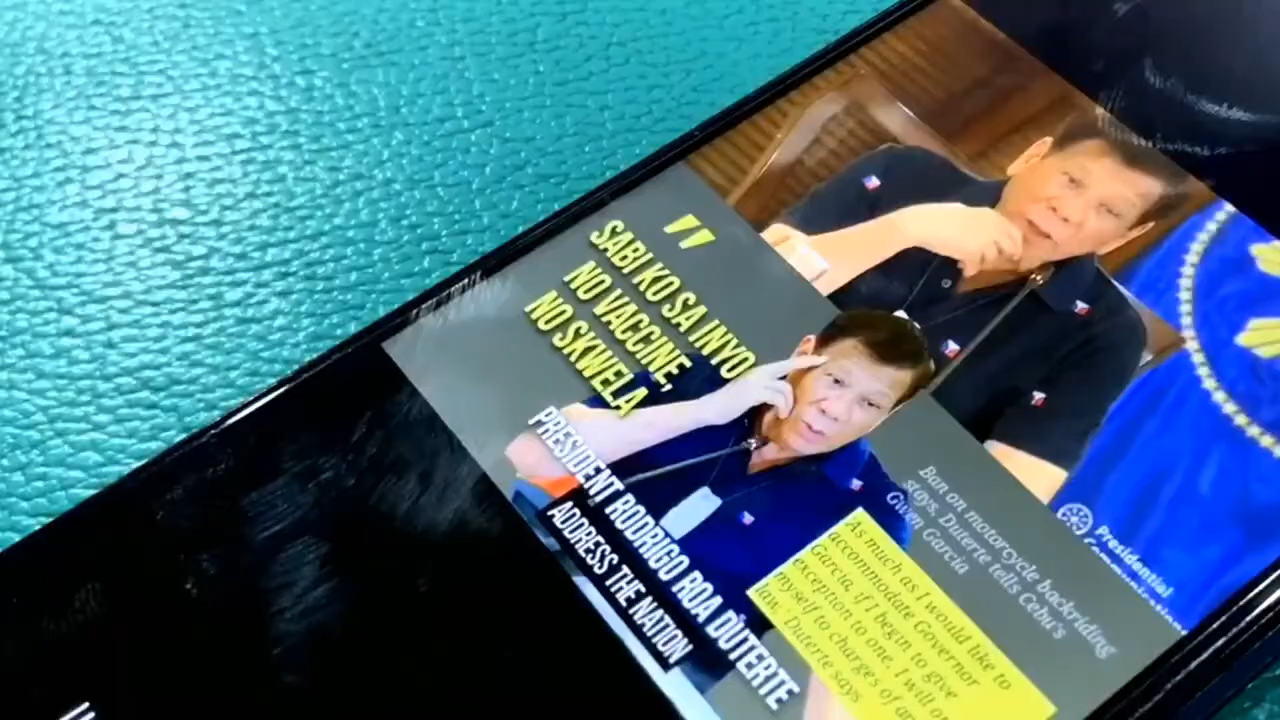 "
SABI KO SA INYO
NO VACCINE,
NO SKWELA
PRESIDENT RODRIGO ROA DUTERTE
ADDRESS THE NATION
Presidential
Communications
Ban on motorcycle backriding
stays, Duterte tells Cebu's
Gwen Garcia
As much as I would like to
accommodate Governor
Garcia, if I begin to give
exception to one, I will
myself to charges of
law," Duterte says